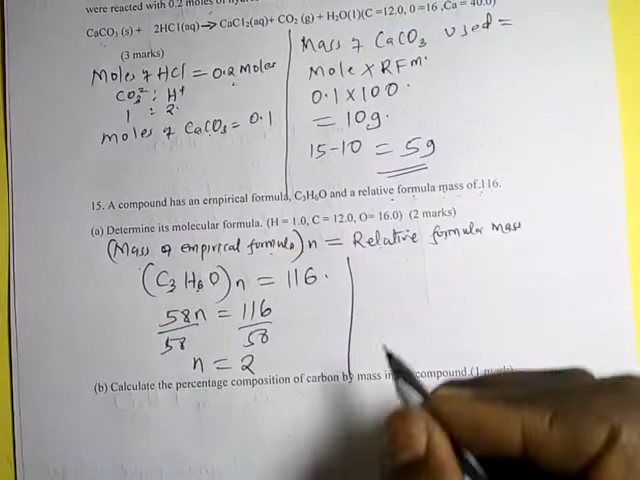 were reacted with 0.2 moles of
CaCO3 (s) + 2HCl(aq) → CaCl2(aq)+ CO2 (g) + H2O(l)(C =12.0, 0 =16 ,Ca = 40.0)
(3 marks)
Moles of HCl = 0.2 moles
CO3²⁻ : H⁺
1 : 2
moles of CaCO3 = 0.1
Mass of CaCO3 used =
Mole X RFM.
0.1 X 100
= 10g.
15-10 = 5g
15. A compound has an empirical formula, C3H6O and a relative formula mass of 116.
(a) Determine its molecular formula. (H = 1.0, C = 12.0, O= 16.0) (2 marks)
(Mass of empirical formula)n = Relative formular mass
(C3H6O)n = 116.
58n = 116
58 58
n = 2
(b) Calculate the percentage composition of carbon by mass in compound.(1 mark)